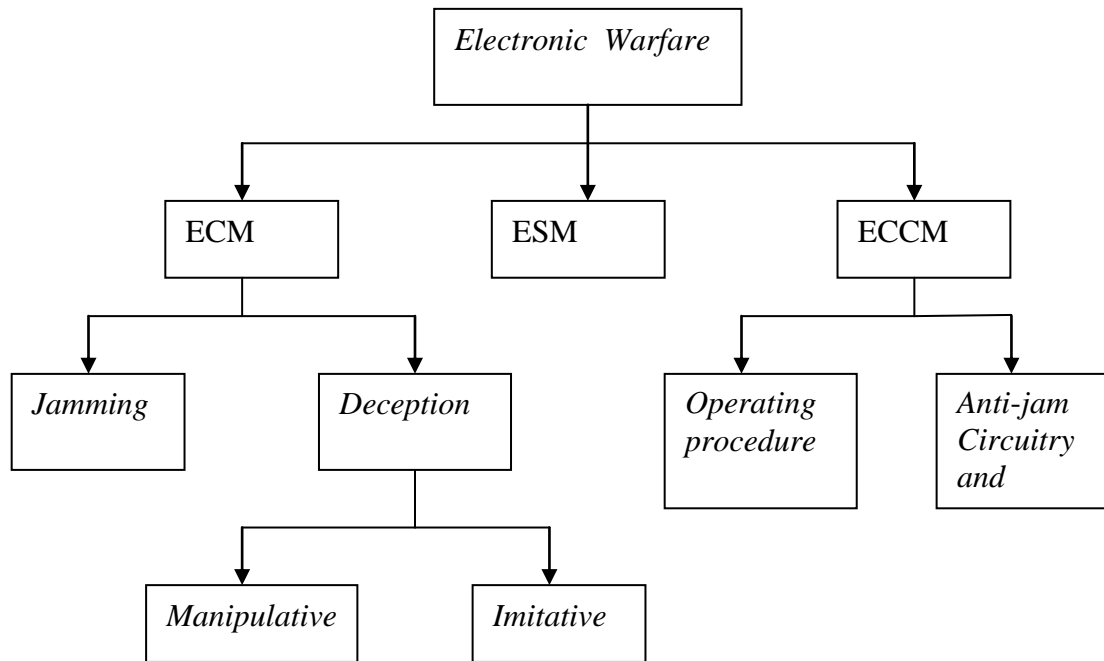 Electronic Warfare
ECM
ESM
ECCM
Jamming
Deception
Operating
procedure
Anti-jam
Circuitry
and
Manipulative
Imitative